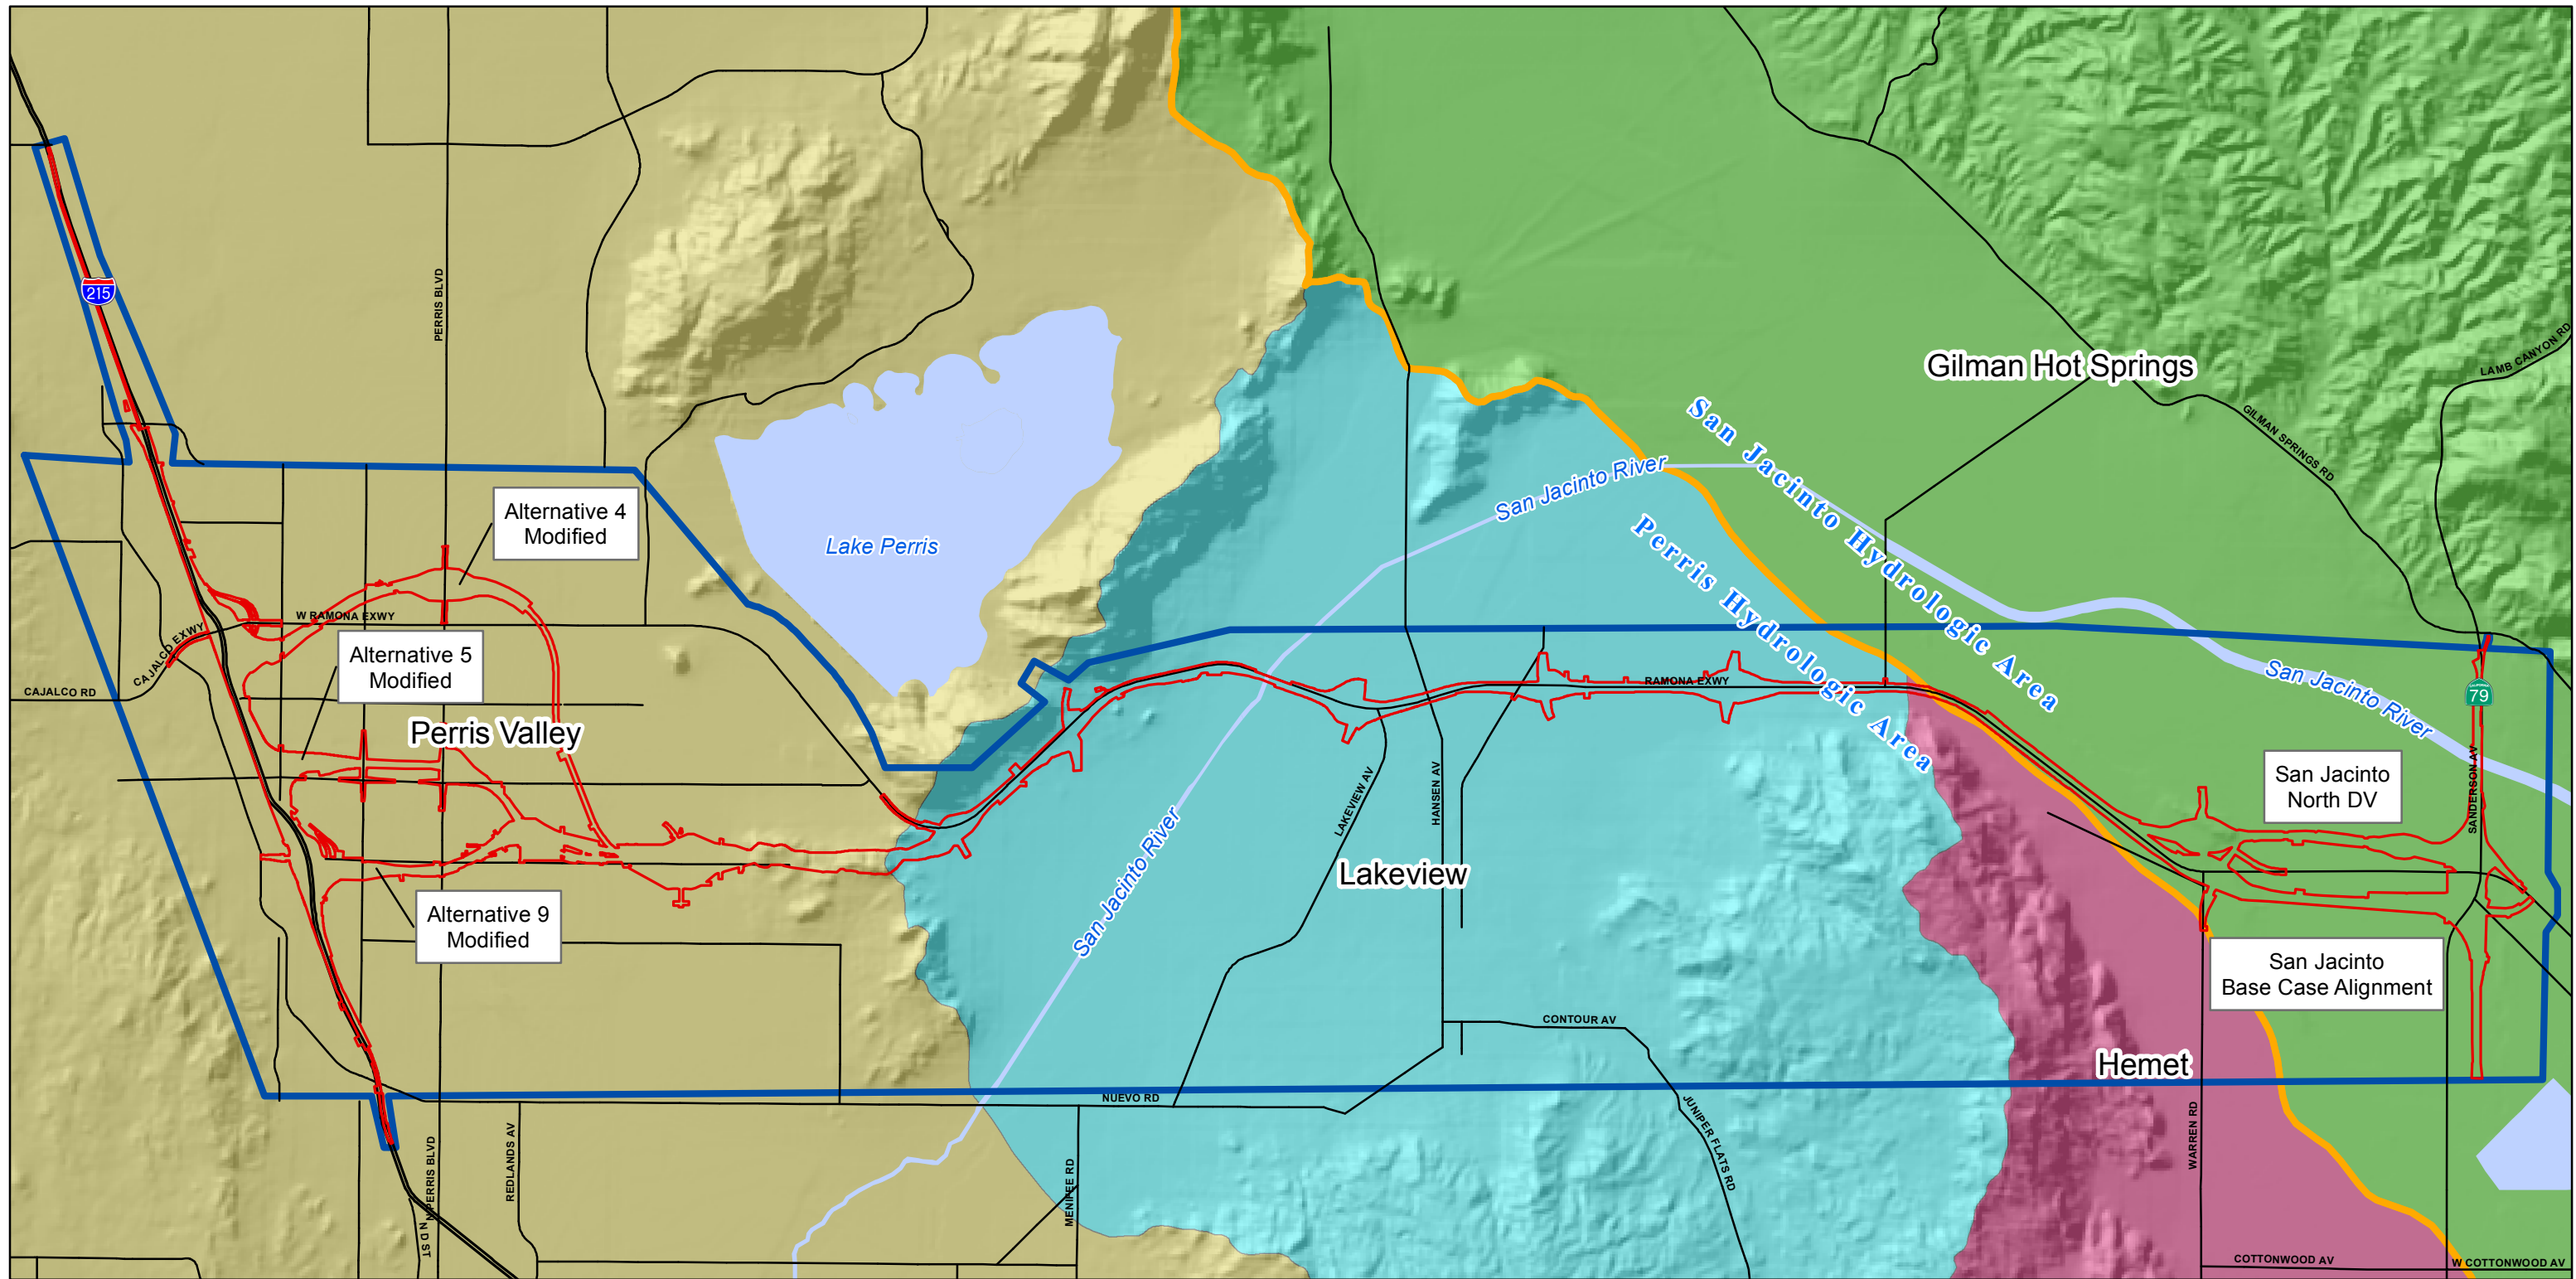 215
PERRIS BLVD
Gilman Hot Springs
LAMB CANYON RD
GILMAN SPRINGS RD
San Jacinto Hydrologic Area
San Jacinto River
Perris Hydrologic Area
Alternative 4
Modified
Lake Perris
W RAMONA EXWY
CAJALCO EXWY
Alternative 5
Modified
CAJALCO RD
RAMONA EXWY
San Jacinto River
CALIFORNIA
79
Perris Valley
San Jacinto
North DV
SANDERSON AV
LAKEVIEW AV
HANSEN AV
Lakeview
San Jacinto River
Alternative 9
Modified
San Jacinto
Base Case Alignment
CONTOUR AV
Hemet
NUEVO RD
JUNIPER FLATS RD
WARREN RD
REDLANDS AV
N PERRIS BLVD
N D ST
MENIFEE RD
COTTONWOOD AV
W COTTONWOOD AV